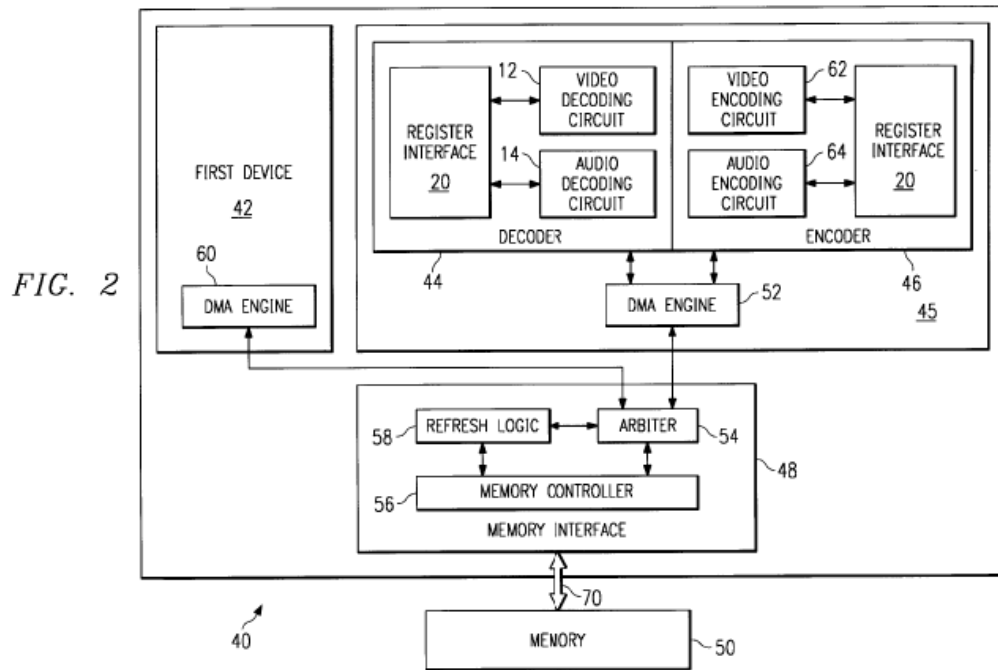 FIG. 2
FIRST DEVICE
42
60
DMA ENGINE
REGISTER
INTERFACE
20
12
VIDEO
DECODING
CIRCUIT
14
AUDIO
DECODING
CIRCUIT
DECODER
44
VIDEO
ENCODING
CIRCUIT
62
AUDIO
ENCODING
CIRCUIT
64
REGISTER
INTERFACE
20
ENCODER
46
DMA ENGINE
52
45
58
REFRESH LOGIC
ARBITER
54
48
56
MEMORY CONTROLLER
MEMORY INTERFACE
70
40
MEMORY
50